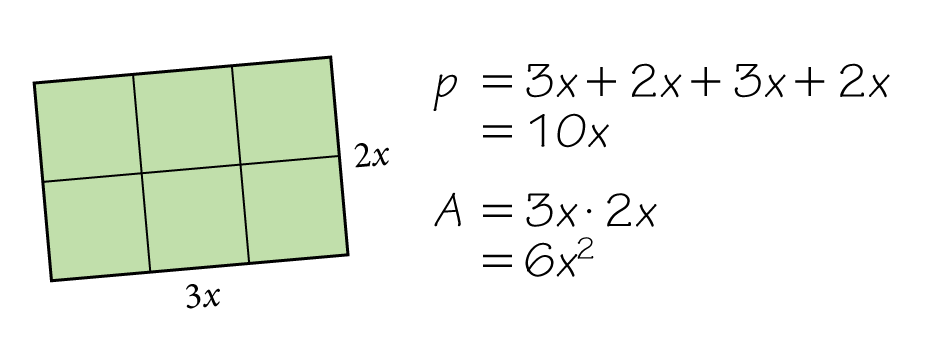 2x
3x
p = 3x + 2x + 3x + 2x
= 10x
A = 3x · 2x
= 6x²